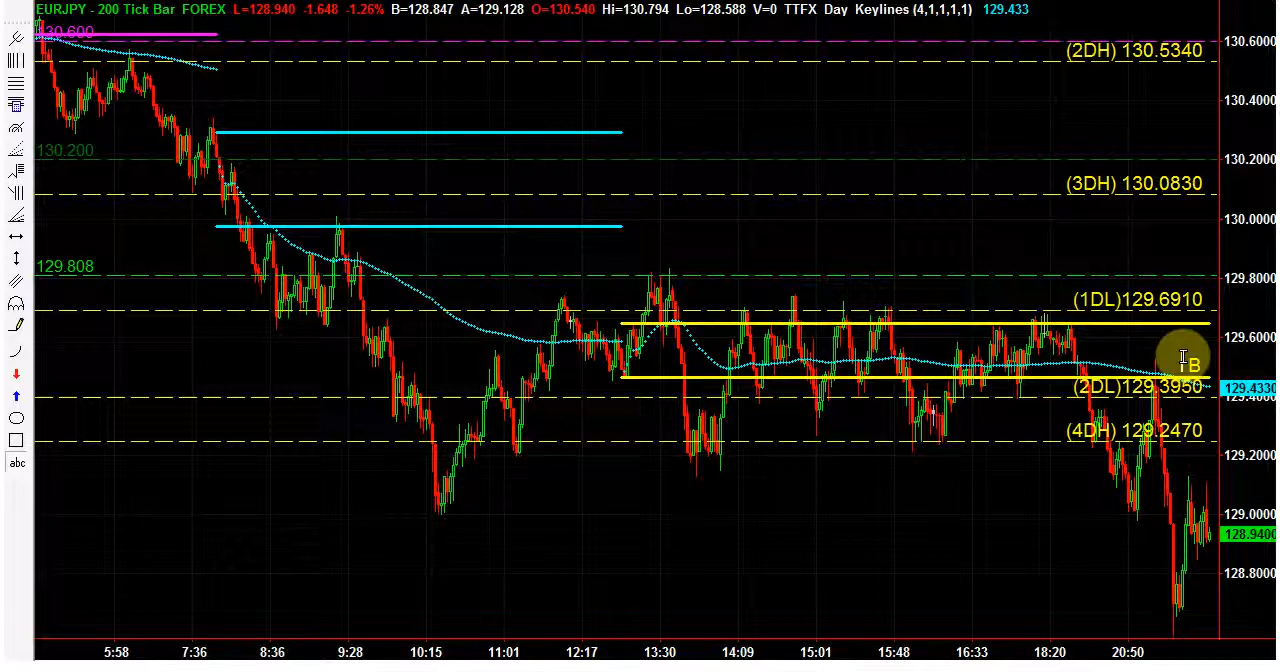 EURJPY - 200 Tick Bar FOREX L=128.940 -1.648 -1.26% B=128.847 A=129.128 O=130.540 Hi=130.794 Lo=128.588 V=0 TTFX Day Keylines (4,1,1,1,1,1) 129.433
130.600
130.6000
(2DH) 130.5340
130.4000
130.200
130.2000
(3DH) 130.0830
130.0000
129.808
129.8000
(1DL)129.6910
129.6000
TB
(2DL)129.3950
129.4330
129.4000
(4DH) 129.2470
129.2000
129.0000
128.9400
128.8000
abc
5:58 7:36 8:36 9:28 10:15 11:01 12:17 13:30 14:09 15:01 15:48 16:33 18:20 20:50